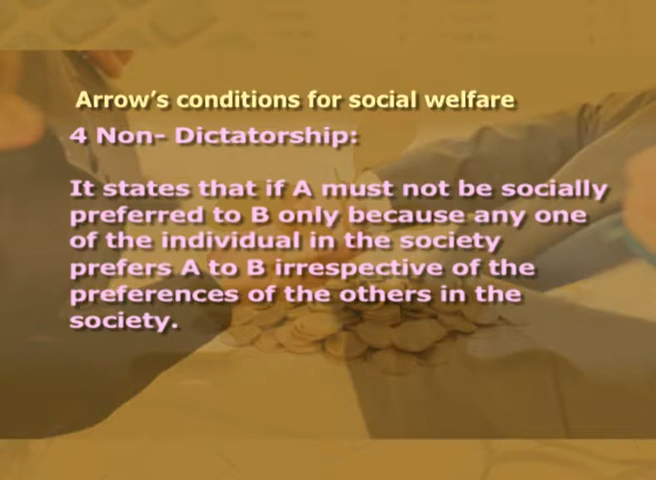 Arrow's conditions for social welfare
4 Non- Dictatorship:
It states that if A must not be socially
preferred to B only because any one
of the individual in the society
prefers A to B irrespective of the
preferences of the others in the
society.